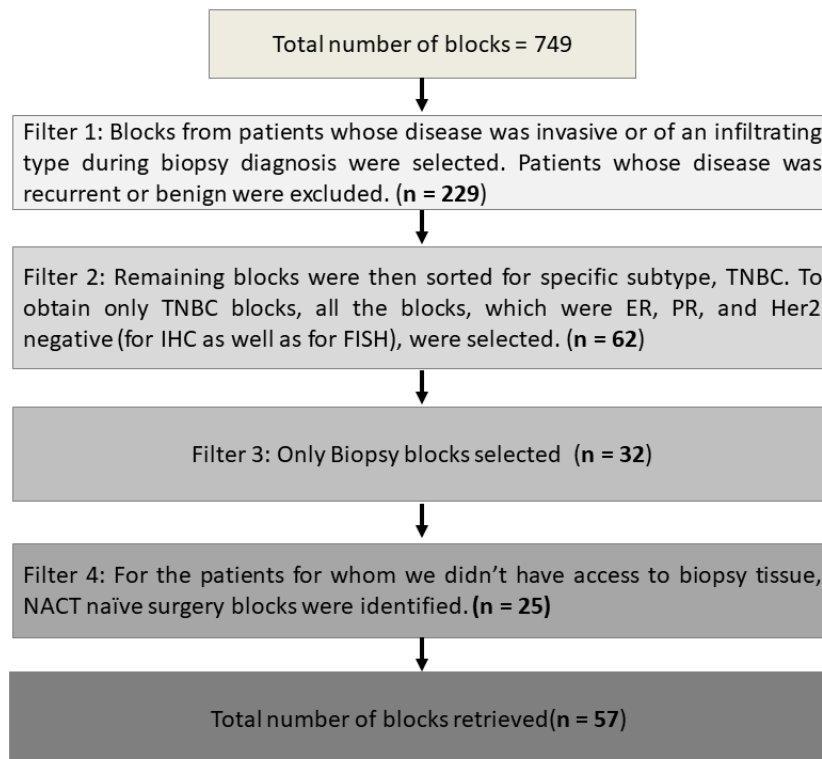 Total number of blocks = 749
Filter 1: Blocks from patients whose disease was invasive or of an infiltrating
type during biopsy diagnosis were selected. Patients whose disease was
recurrent or benign were excluded. (n = 229)
Filter 2: Remaining blocks were then sorted for specific subtype, TNBC. To
obtain only TNBC blocks, all the blocks, which were ER, PR, and Her2
negative (for IHC as well as for FISH), were selected. (n = 62)
Filter 3: Only Biopsy blocks selected (n = 32)
Filter 4: For the patients for whom we didn’t have access to biopsy tissue,
NACT naïve surgery blocks were identified. (n = 25)
Total number of blocks retrieved(n = 57)